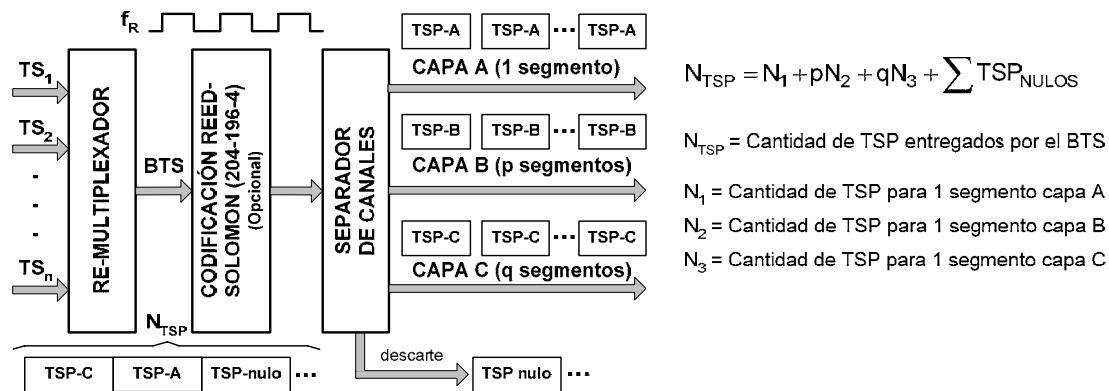 f_R
TS_1
TS_2
TS_n
RE-MULTIPLEXADOR
BTS
CODIFICACIÓN REED-
SOLOMON (204-196-4)
(Opcional)
SEPARADOR
DE CANALES
TSP-A TSP-A ••• TSP-A
CAPA A (1 segmento)
TSP-B TSP-B ••• TSP-B
CAPA B (p segmentos)
TSP-C TSP-C ••• TSP-C
CAPA C (q segmentos)
N_TSP
TSP-C TSP-A TSP-nulo •••
descarte
TSP nulo •••
N_TSP = N_1 + pN_2 + qN_3 + ∑ TSP_NULOS
N_TSP = Cantidad de TSP entregados por el BTS
N_1 = Cantidad de TSP para 1 segmento capa A
N_2 = Cantidad de TSP para 1 segmento capa B
N_3 = Cantidad de TSP para 1 segmento capa C